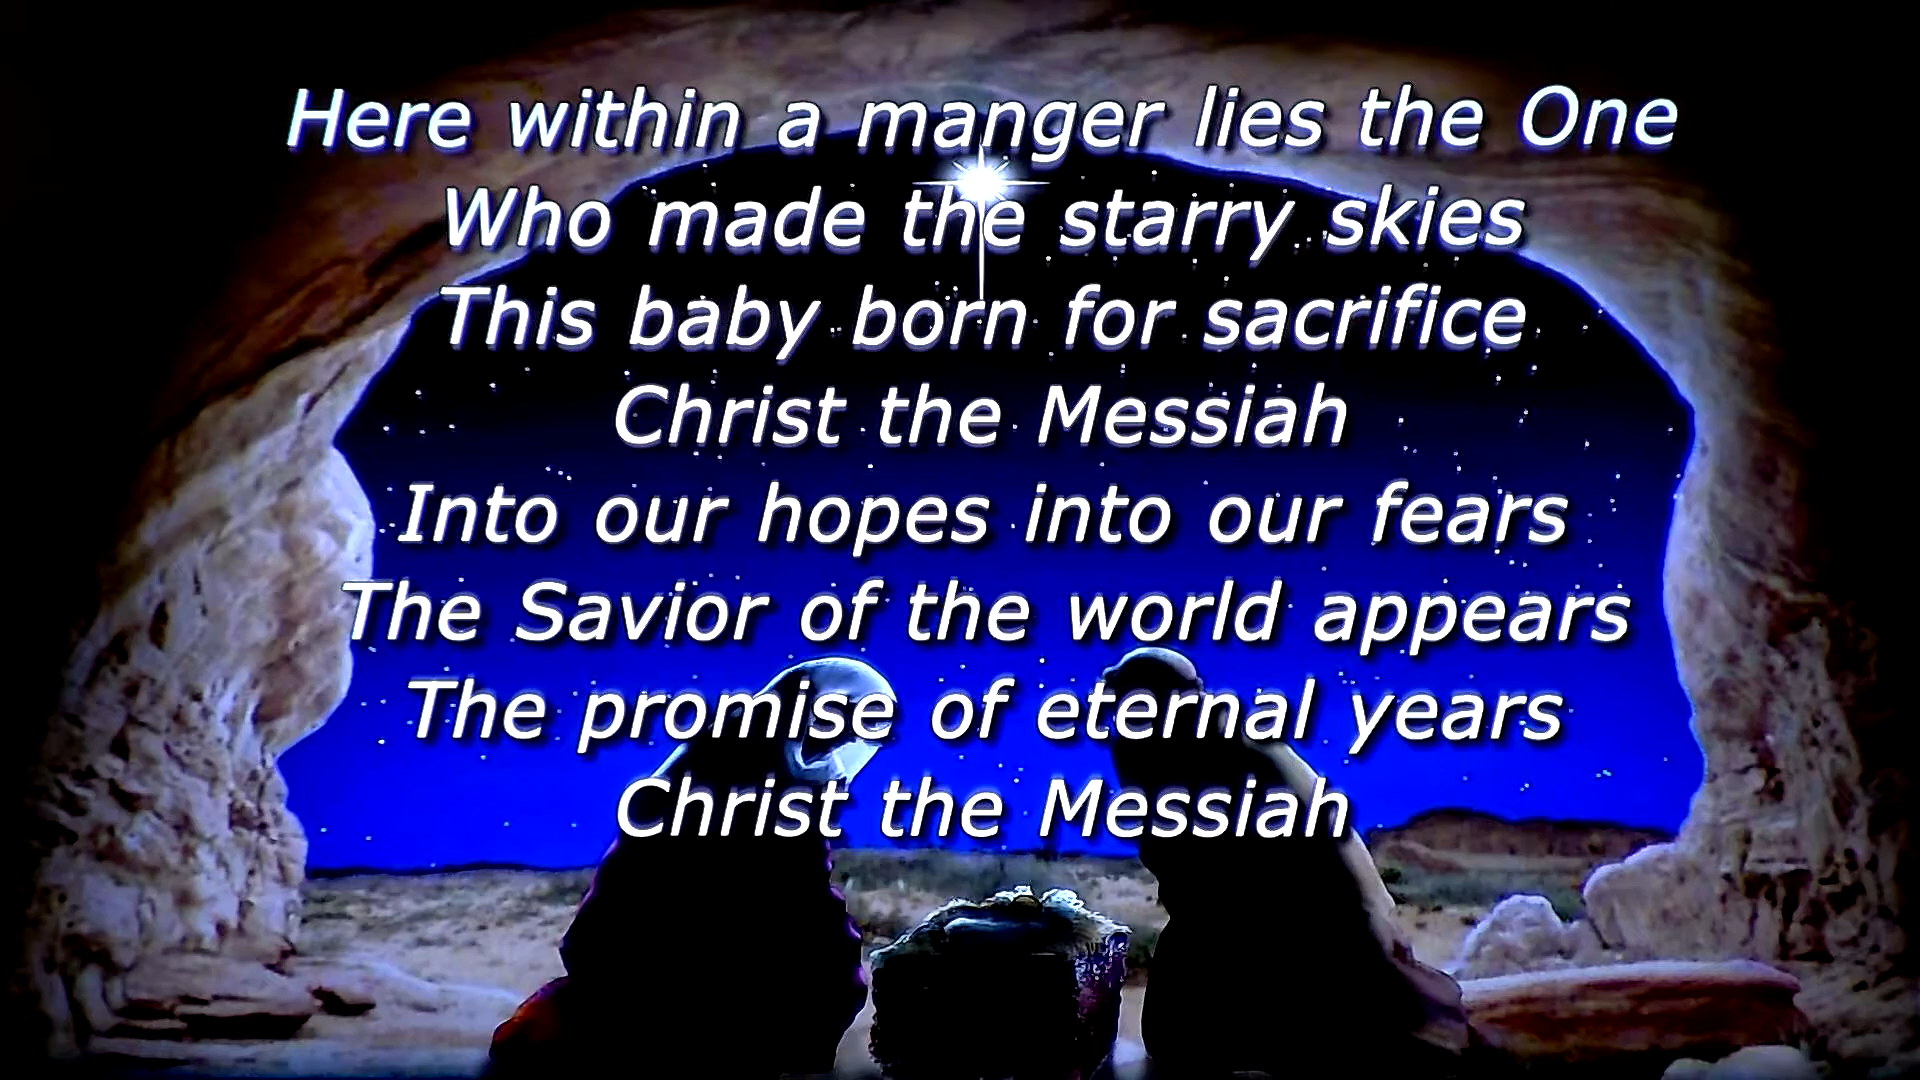 Here within a manger lies the One
Who made the starry skies
This baby born for sacrifice
Christ the Messiah
Into our hopes into our fears
The Savior of the world appears
The promise of eternal years
Christ the Messiah